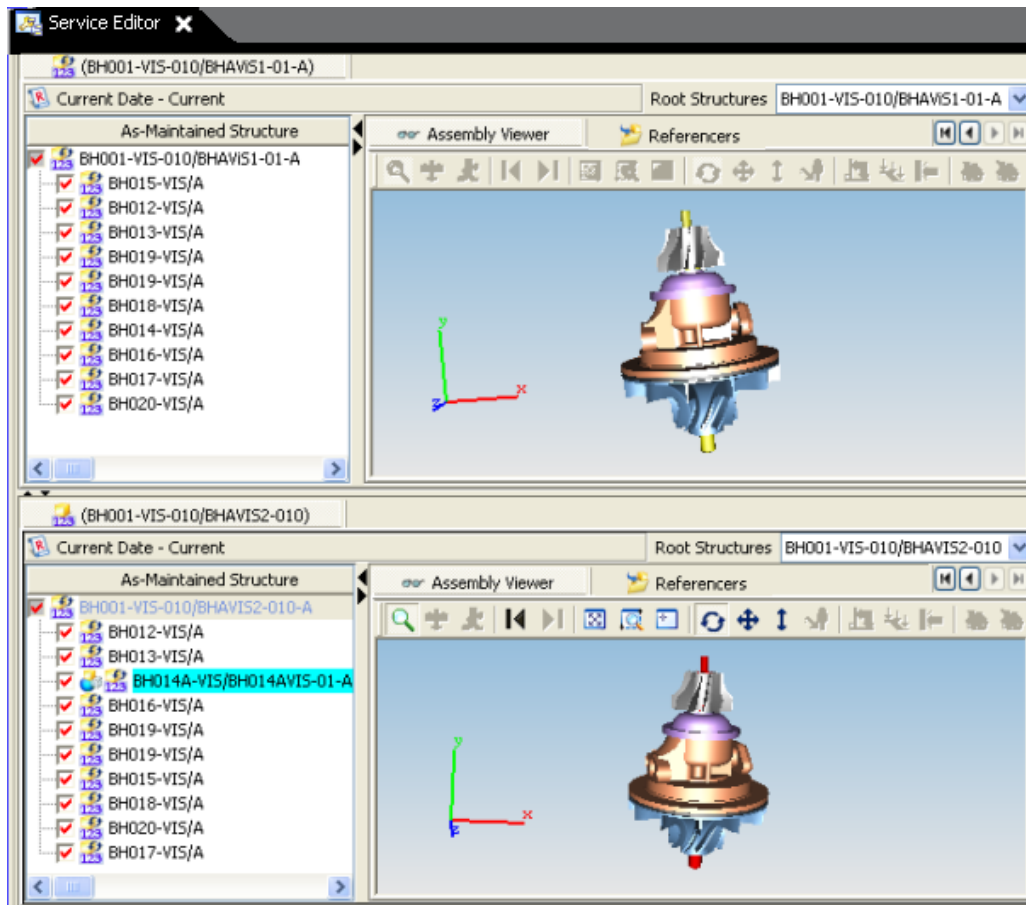 Service Editor
(BH001-VIS-010/BHAViS1-01-A)
Current Date - Current
Root Structures BH001-VIS-010/BHAViS1-01-A
As-Maintained Structure
Assembly Viewer
Referencers
BH001-VIS-010/BHAViS1-01-A
BH015-VIS/A
BH012-VIS/A
BH013-VIS/A
BH019-VIS/A
BH019-VIS/A
BH018-VIS/A
BH014-VIS/A
BH016-VIS/A
BH017-VIS/A
BH020-VIS/A
y
x
z
(BH001-VIS-010/BHAVIS2-010)
Current Date - Current
Root Structures BH001-VIS-010/BHAVIS2-010
As-Maintained Structure
Assembly Viewer
Referencers
BH001-VIS-010/BHAVIS2-010-A
BH012-VIS/A
BH013-VIS/A
BH014A-VIS/BH014AVIS-01-A
BH016-VIS/A
BH019-VIS/A
BH019-VIS/A
BH015-VIS/A
BH018-VIS/A
BH020-VIS/A
BH017-VIS/A
y
x
z